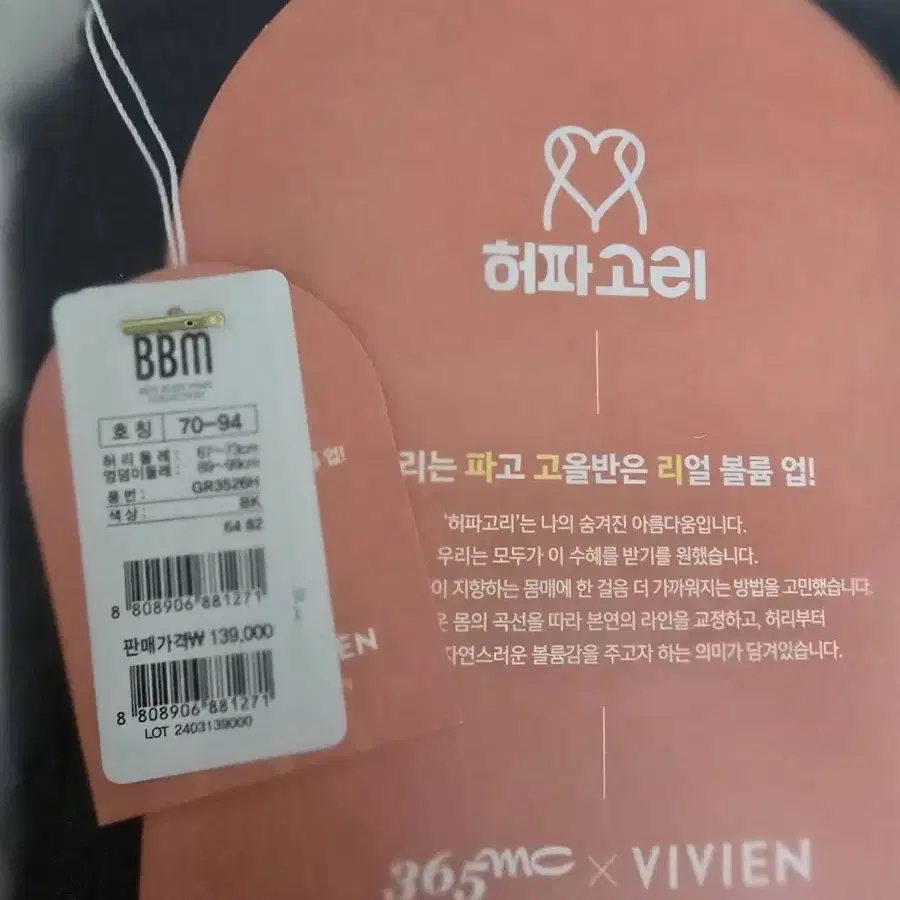 허파고리
리는 파고 고올반은 리얼 볼륨 업!
'허파고리'는 나의 숨겨진 아름다움입니다.
우리는 모두가 이 수혜를 받기를 원했습니다.
이 지향하는 몸매에 한 걸음 더 가까워지는 방법을 고민했습니다.
은 몸의 곡선을 따라 본연의 라인을 교정하고, 허리부터
자연스러운 볼륨감을 주고자 하는 의미가 담겨있습니다.
365mc × VIVIEN
BBM
호칭 70-94
허리둘레: 67~73cm
엉덩이둘레: 89~99cm
품번: GR3526H
색상: BK
64 82
8 808906 881271
판매가격₩ 139,000
8 808906 881271
LOT 2403139000
업!
VIEN